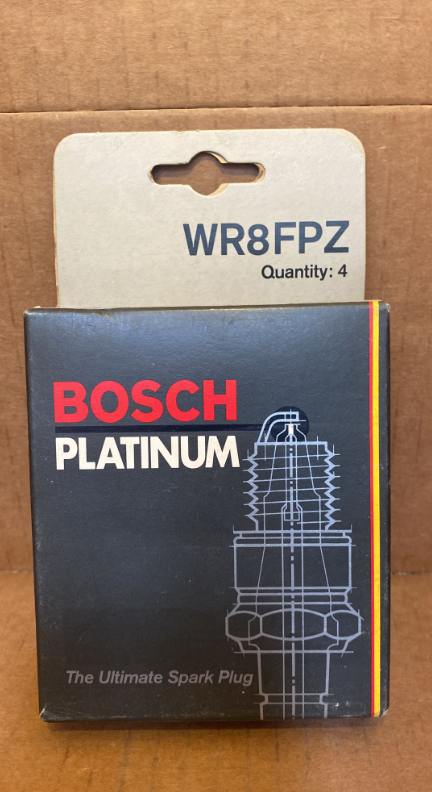 WR8FPZ
Quantity: 4
BOSCH
PLATINUM
The Ultimate Spark Plug